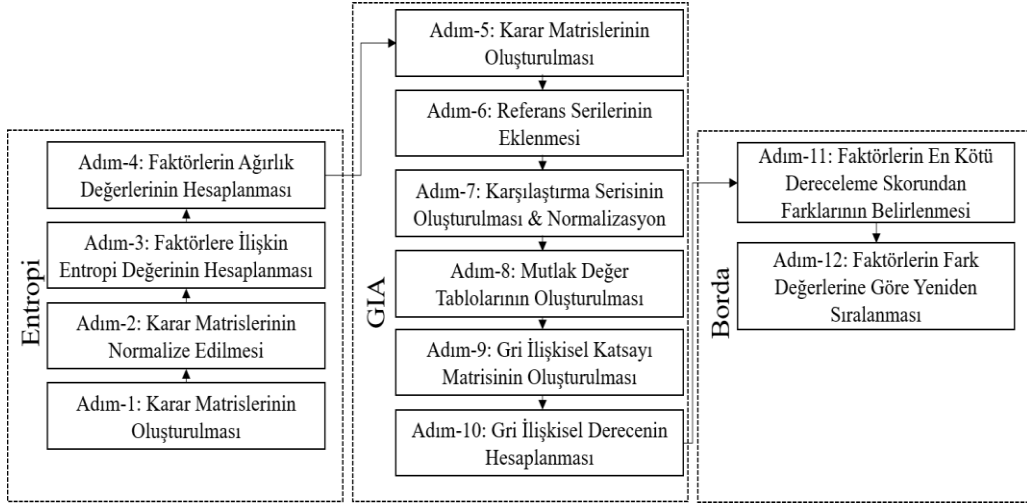 Entropi
Adım-4: Faktörlerin Ağırlık
Değerlerinin Hesaplanması
Adım-3: Faktörlere İlişkin
Entropi Değerinin Hesaplanması
Adım-2: Karar Matrislerinin
Normalize Edilmesi
Adım-1: Karar Matrislerinin
Oluşturulması
GIA
Adım-5: Karar Matrislerinin
Oluşturulması
Adım-6: Referans Serilerinin
Eklenmesi
Adım-7: Karşılaştırma Serisinin
Oluşturulması & Normalizasyon
Adım-8: Mutlak Değer
Tablolarının Oluşturulması
Adım-9: Gri İlişkisel Katsayı
Matrisinin Oluşturulması
Adım-10: Gri İlişkisel Derecenin
Hesaplanması
Borda
Adım-11: Faktörlerin En Kötü
Dereceleme Skorundan
Farklarının Belirlenmesi
Adım-12: Faktörlerin Fark
Değerlerine Göre Yeniden
Sıralanması